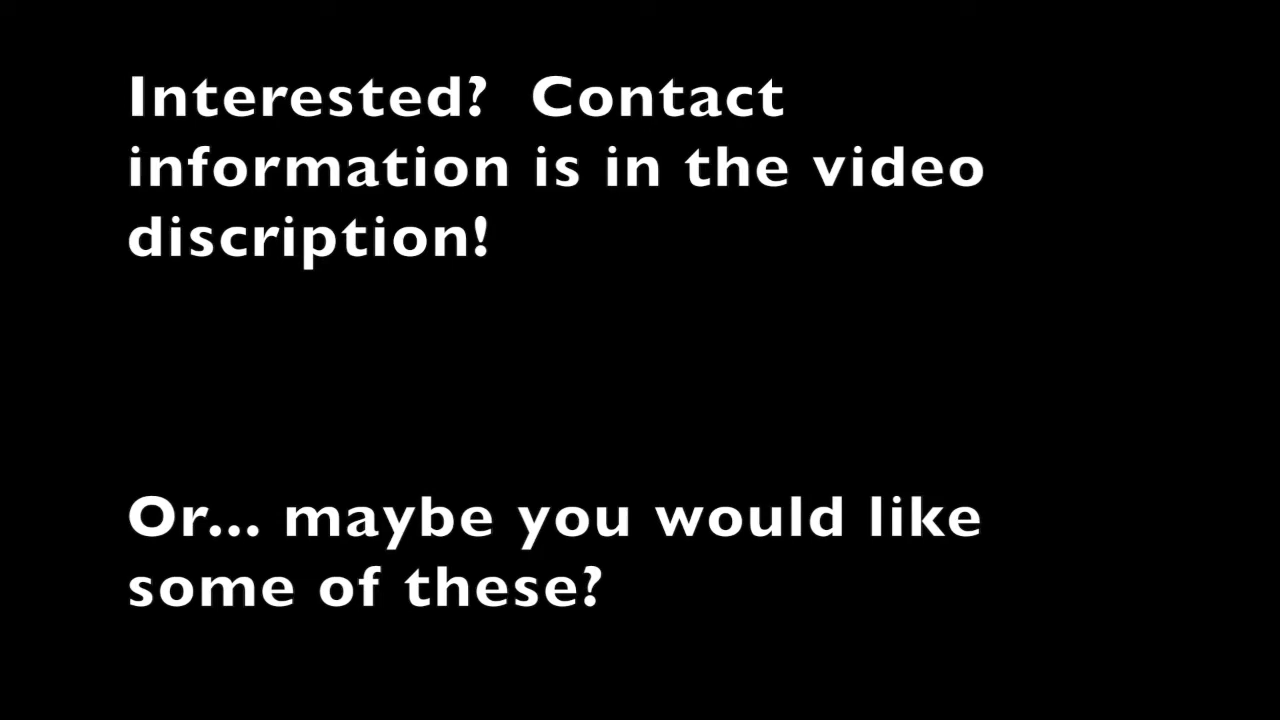 Interested?  Contact
information is in the video
discription!
Or... maybe you would like
some of these?